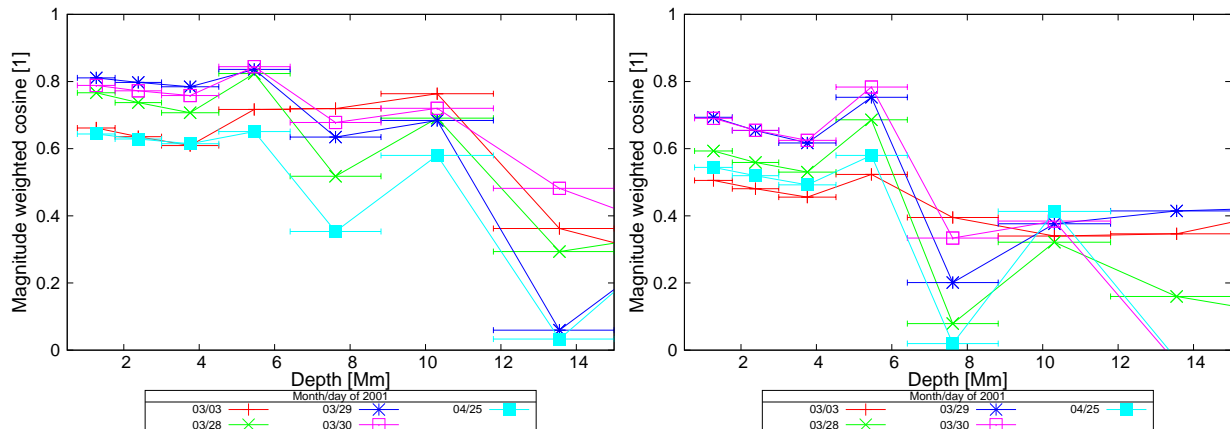 Magnitude weighted cosine [1]
1
0.8
0.6
0.4
0.2
0
2 4 6 8 10 12 14
Depth [Mm]
Month/day of 2001
03/03 03/29 04/25
03/28 03/30
Magnitude weighted cosine [1]
1
0.8
0.6
0.4
0.2
0
2 4 6 8 10 12 14
Depth [Mm]
Month/day of 2001
03/03 03/29 04/25
03/28 03/30